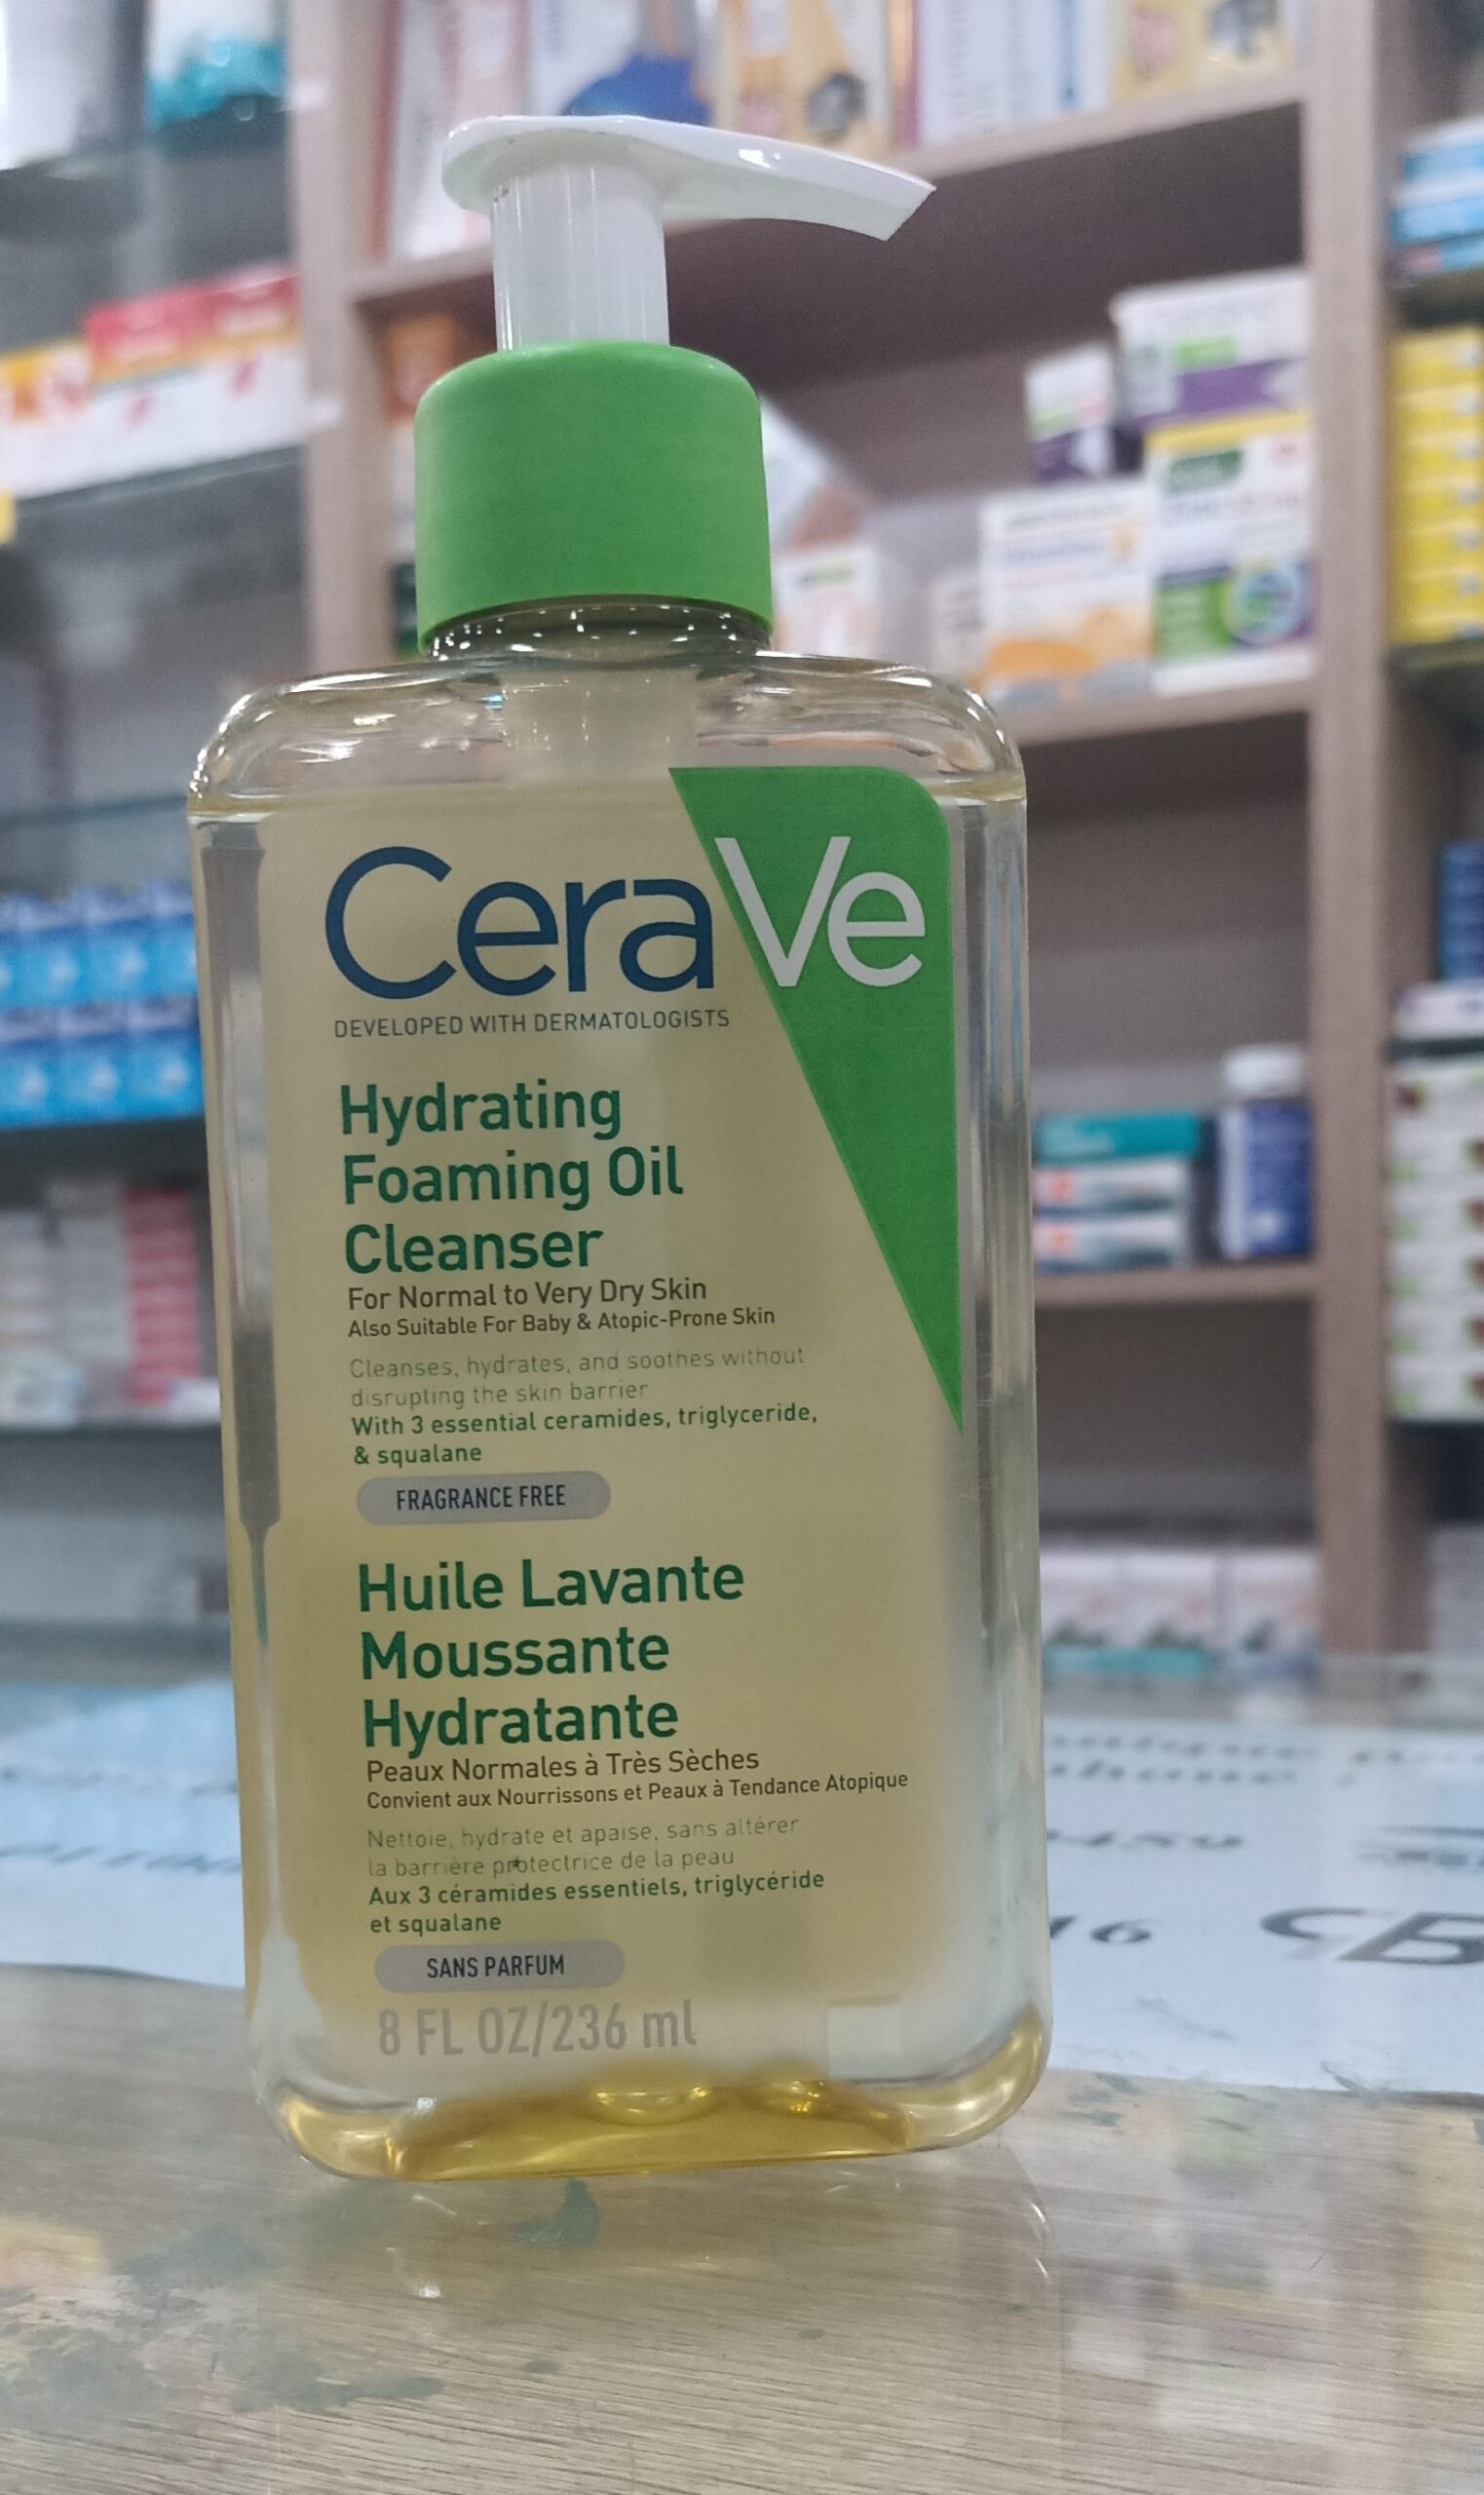 CeraVe
DEVELOPED WITH DERMATOLOGISTS
Hydrating
Foaming Oil
Cleanser
For Normal to Very Dry Skin
Also Suitable For Baby & Atopic-Prone Skin
Cleanses, hydrates, and soothes without
disrupting the skin barrier
With 3 essential ceramides, triglyceride,
& squalane
FRAGRANCE FREE
Huile Lavante
Moussante
Hydratante
Peaux Normales à Très Sèches
Convient aux Nourrissons et Peaux à Tendance Atopique
Nettoie, hydrate et apaise, sans altérer
la barrière protectrice de la peau
Aux 3 céramides essentiels, triglycéride
et squalane
SANS PARFUM
8 FL OZ/236 ml
16 CB